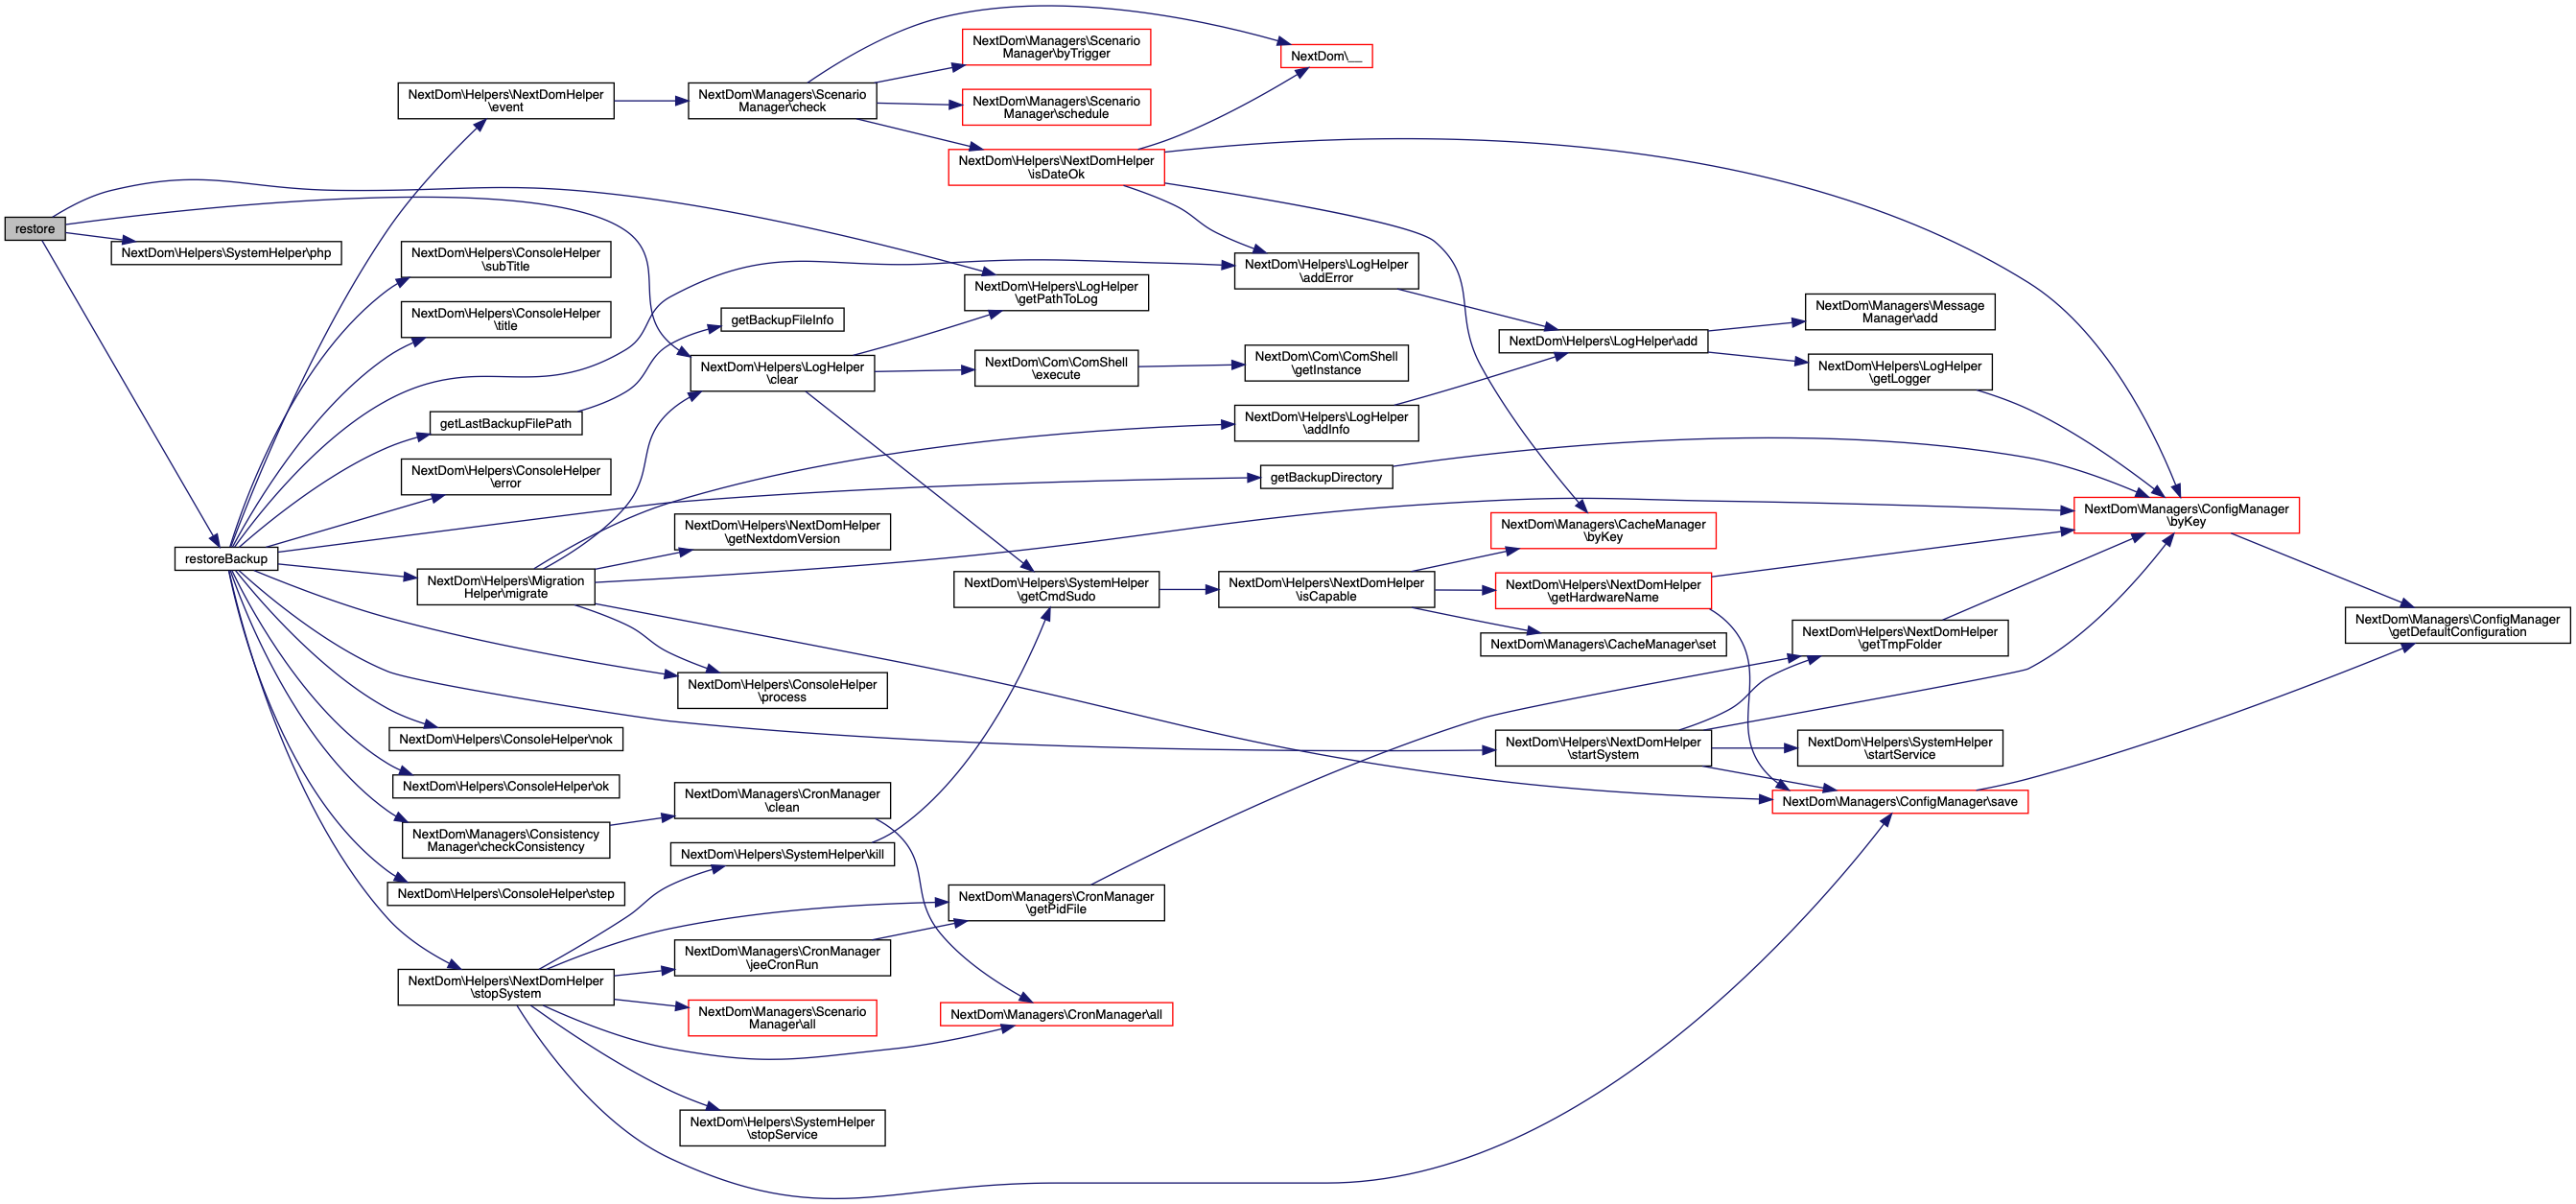 restore
NextDom\Helpers\SystemHelper\php
restoreBackup
NextDom\Helpers\NextDomHelper
\event
NextDom\Helpers\ConsoleHelper
\subTitle
NextDom\Helpers\ConsoleHelper
\title
getLastBackupFilePath
NextDom\Helpers\ConsoleHelper
\error
NextDom\Helpers\Migration
Helper\migrate
NextDom\Helpers\ConsoleHelper\nok
NextDom\Helpers\ConsoleHelper\ok
NextDom\Managers\Consistency
Manager\checkConsistency
NextDom\Helpers\ConsoleHelper\step
NextDom\Helpers\NextDomHelper
\stopSystem
NextDom\Managers\Scenario
Manager\check
getBackupFileInfo
NextDom\Helpers\LogHelper
\clear
NextDom\Helpers\NextDomHelper
\getNextdomVersion
NextDom\Helpers\ConsoleHelper
\process
NextDom\Managers\CronManager
\clean
NextDom\Helpers\SystemHelper\kill
NextDom\Managers\CronManager
\jeeCronRun
NextDom\Managers\Scenario
Manager\all
NextDom\Helpers\SystemHelper
\stopService
NextDom\Managers\Scenario
Manager\byTrigger
NextDom\Managers\Scenario
Manager\schedule
NextDom\Helpers\NextDomHelper
\isDateOk
NextDom\Helpers\LogHelper
\getPathToLog
NextDom\Com\ComShell
\execute
NextDom\Helpers\SystemHelper
\getCmdSudo
NextDom\Managers\CronManager
\getPidFile
NextDom\Managers\CronManager\all
NextDom\__
NextDom\Helpers\LogHelper
\addError
NextDom\Com\ComShell
\getInstance
NextDom\Helpers\LogHelper
\addInfo
getBackupDirectory
NextDom\Helpers\NextDomHelper
\isCapable
NextDom\Helpers\LogHelper\add
NextDom\Managers\CacheManager
\byKey
NextDom\Helpers\NextDomHelper
\getHardwareName
NextDom\Managers\CacheManager\set
NextDom\Helpers\NextDomHelper
\startSystem
NextDom\Managers\Message
Manager\add
NextDom\Helpers\LogHelper
\getLogger
NextDom\Helpers\NextDomHelper
\getTmpFolder
NextDom\Helpers\SystemHelper
\startService
NextDom\Managers\ConfigManager\save
NextDom\Managers\ConfigManager
\byKey
NextDom\Managers\ConfigManager
\getDefaultConfiguration